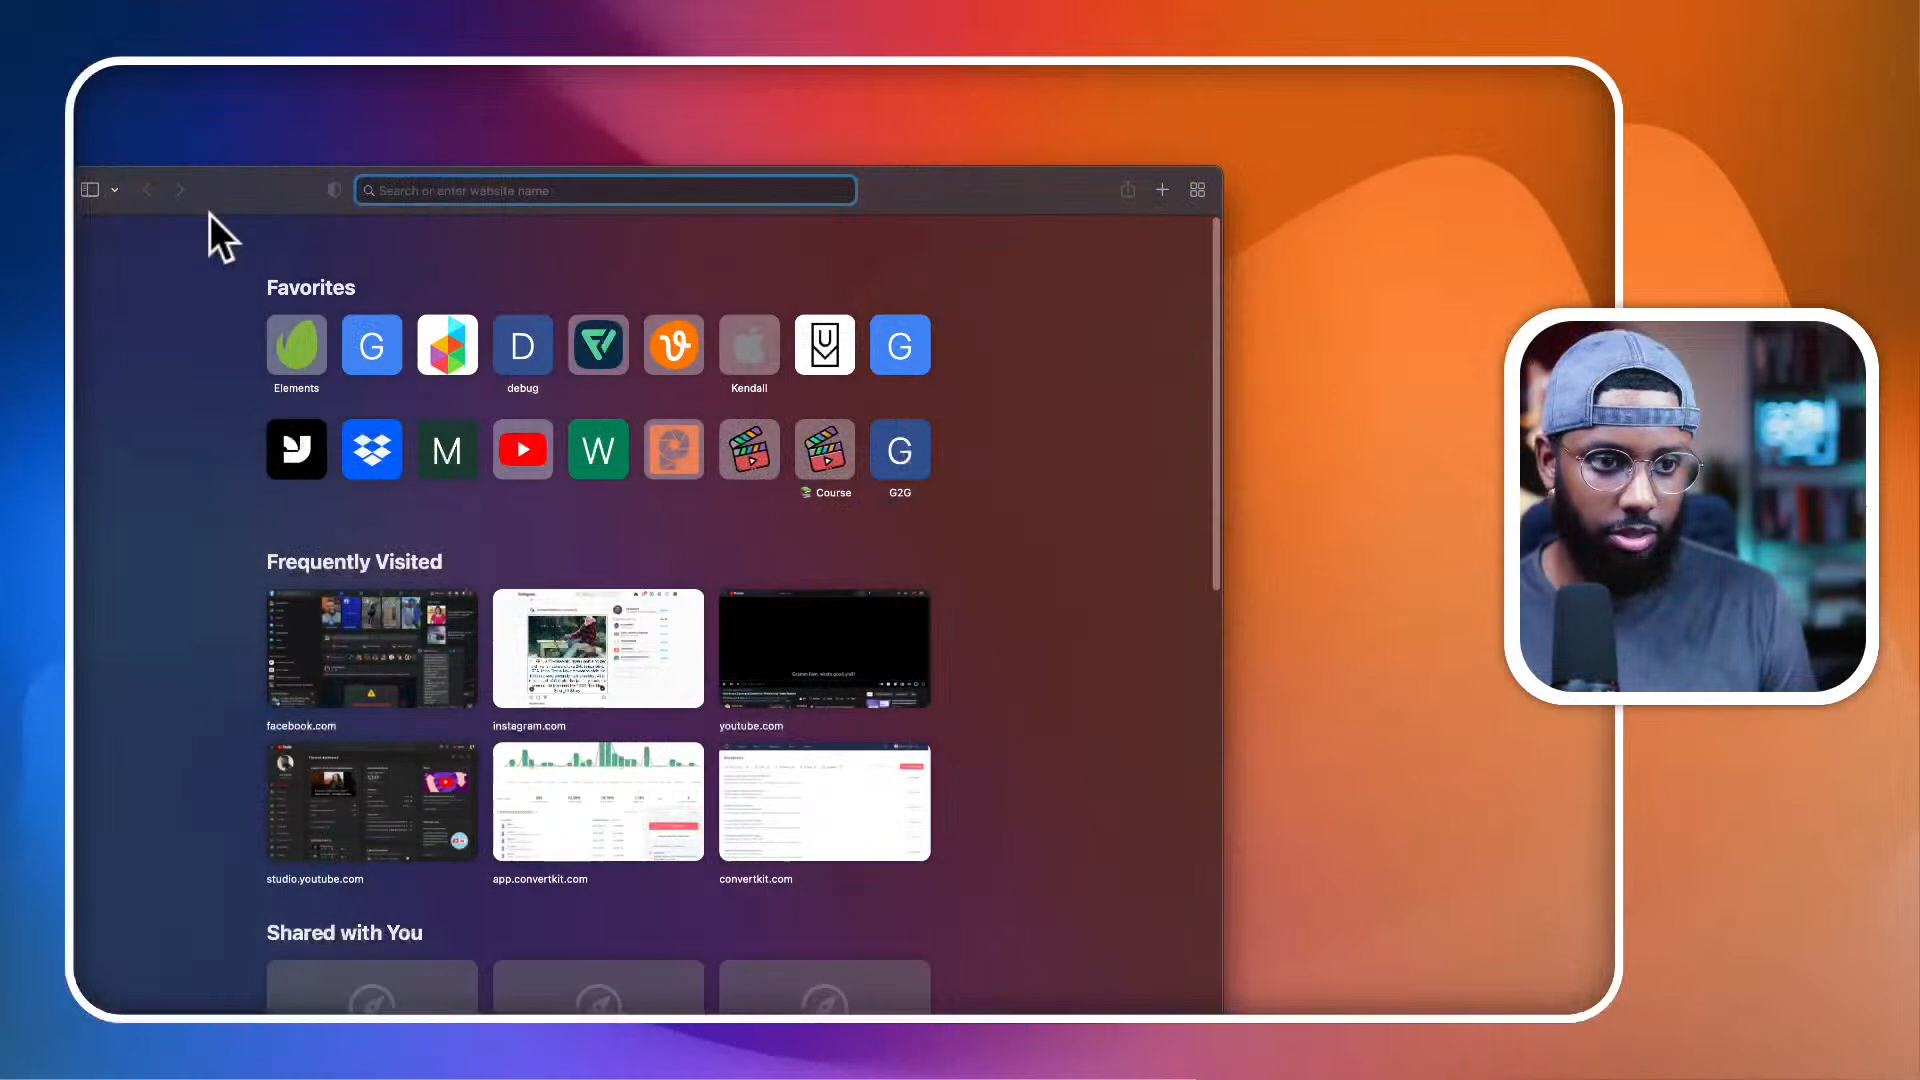 Search or enter website name
Favorites
G
D
G
Elements
debug
Kendall
M
W
G
Course
G2G
Frequently Visited
facebook.com
instagram.com
youtube.com
studio.youtube.com
app.convertkit.com
convertkit.com
Shared with You